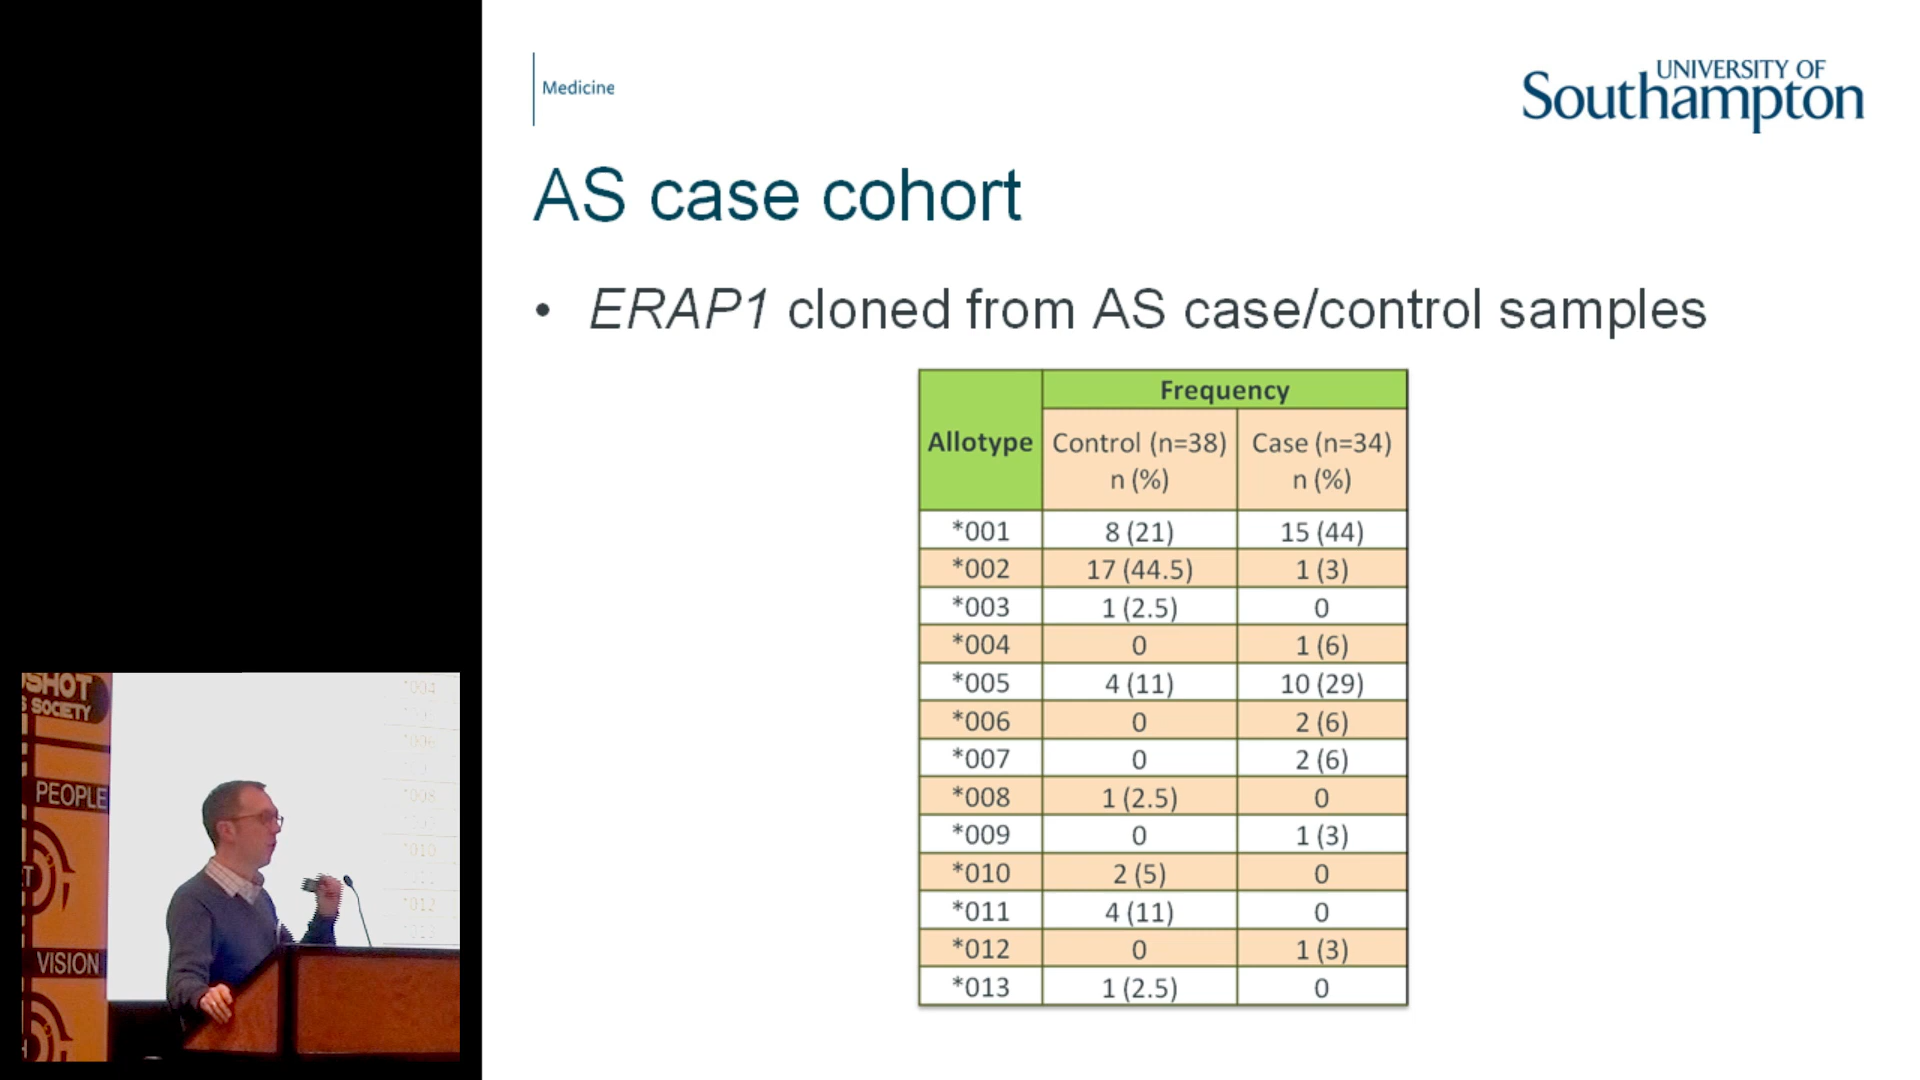 Medicine
UNIVERSITY OF
Southampton
AS case cohort
• ERAP1 cloned from AS case/control samples
Allotype Frequency
Control (n=38) n (%) Case (n=34) n (%)
*001 8 (21) 15 (44)
*002 17 (44.5) 1 (3)
*003 1 (2.5) 0
*004 0 1 (6)
*005 4 (11) 10 (29)
*006 0 2 (6)
*007 0 2 (6)
*008 1 (2.5) 0
*009 0 1 (3)
*010 2 (5) 0
*011 4 (11) 0
*012 0 1 (3)
*013 1 (2.5) 0
SOCIETY
PEOPLE
VISION